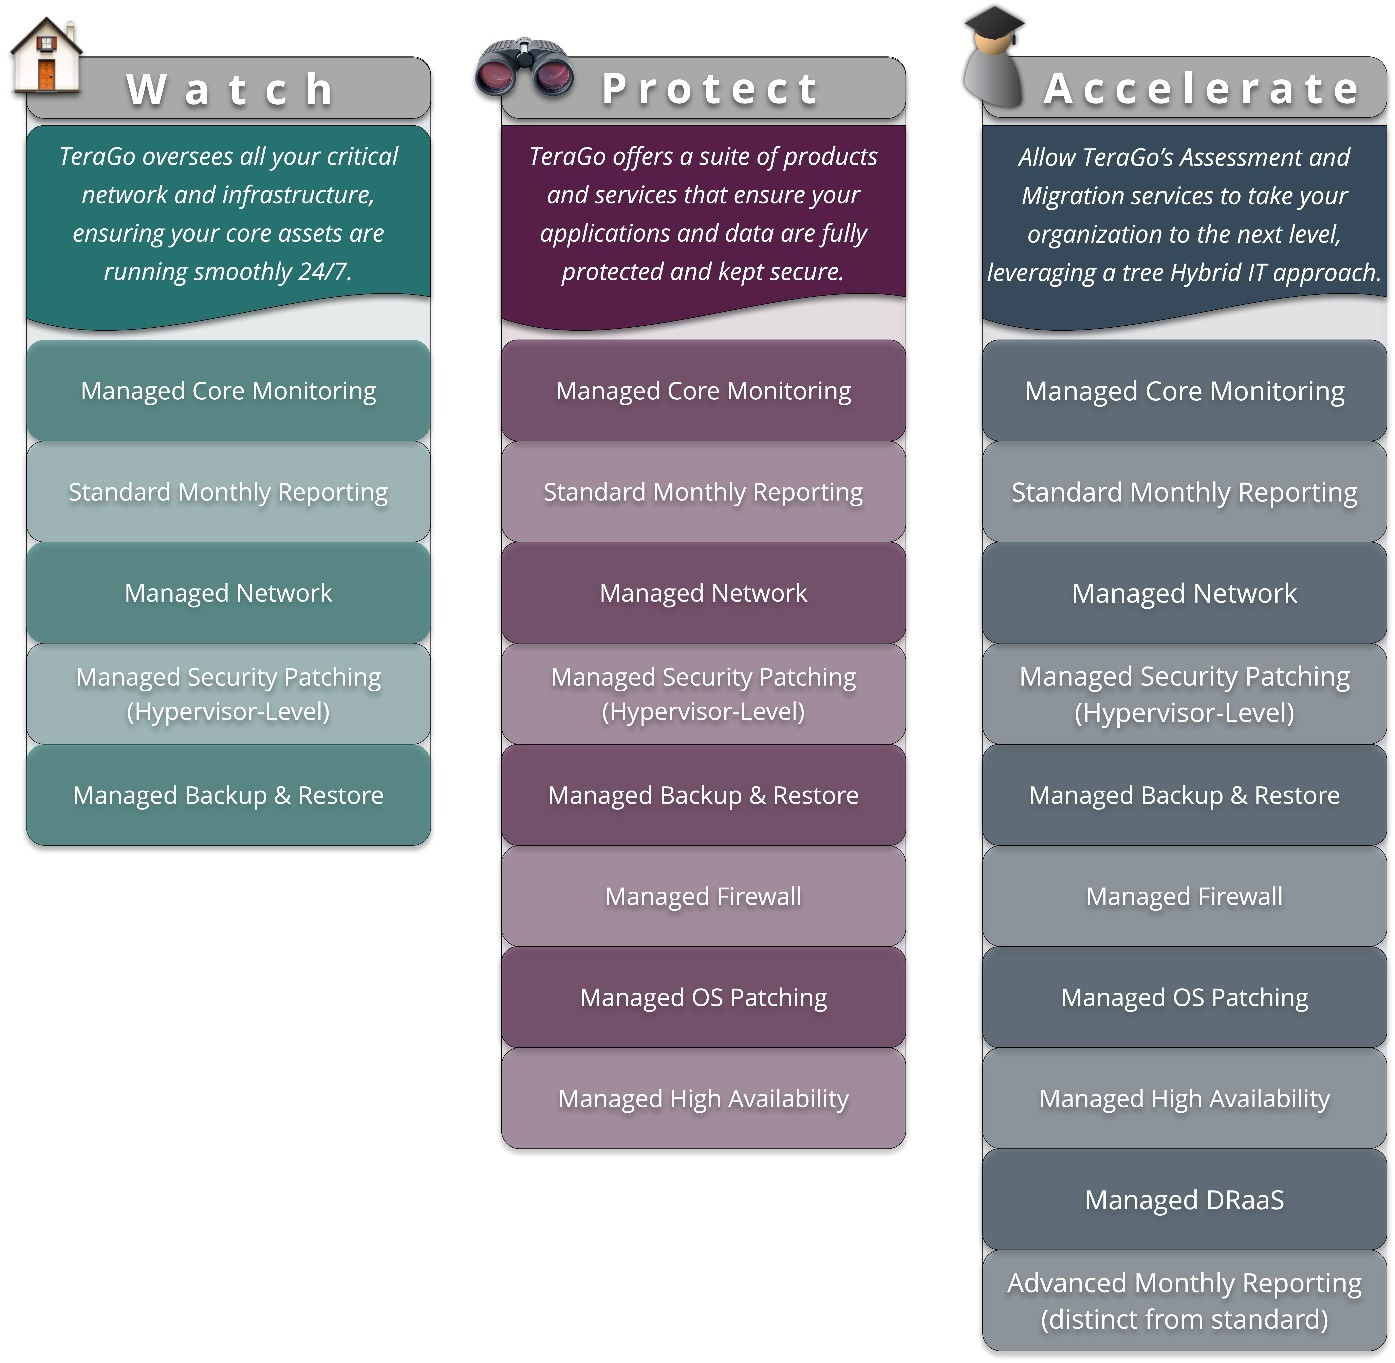 Watch
TeraGo oversees all your critical
network and infrastructure,
ensuring your core assets are
running smoothly 24/7.
Managed Core Monitoring
Standard Monthly Reporting
Managed Network
Managed Security Patching
(Hypervisor-Level)
Managed Backup & Restore
Protect
TeraGo offers a suite of products
and services that ensure your
applications and data are fully
protected and kept secure.
Managed Core Monitoring
Standard Monthly Reporting
Managed Network
Managed Security Patching
(Hypervisor-Level)
Managed Backup & Restore
Managed Firewall
Managed OS Patching
Managed High Availability
Accelerate
Allow TeraGo’s Assessment and
Migration services to take your
organization to the next level,
leveraging a tree Hybrid IT approach.
Managed Core Monitoring
Standard Monthly Reporting
Managed Network
Managed Security Patching
(Hypervisor-Level)
Managed Backup & Restore
Managed Firewall
Managed OS Patching
Managed High Availability
Managed DRaaS
Advanced Monthly Reporting
(distinct from standard)